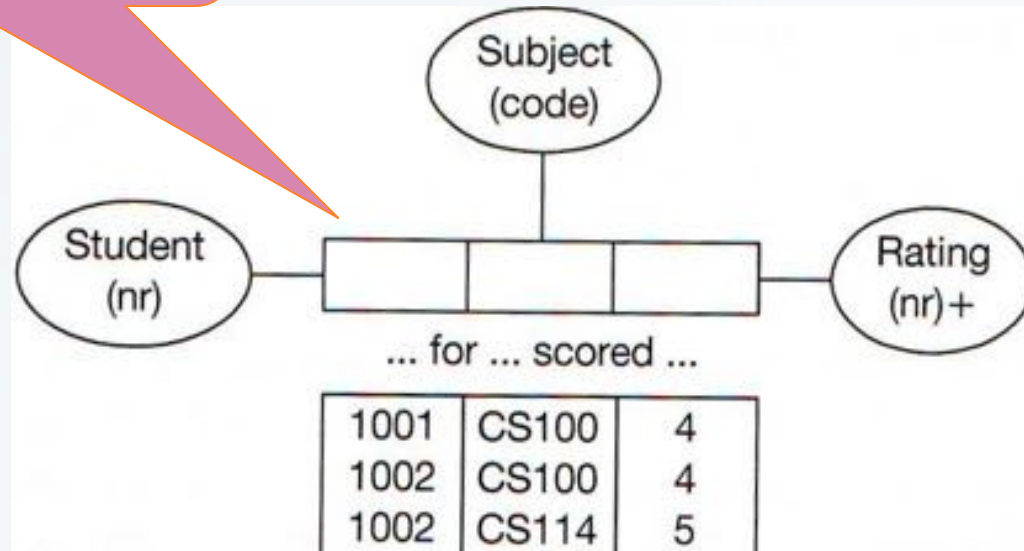 Subject
(code)
Student
(nr)
Rating
(nr)+
... for ... scored ...
1001 CS100 4
1002 CS100 4
1002 CS114 5